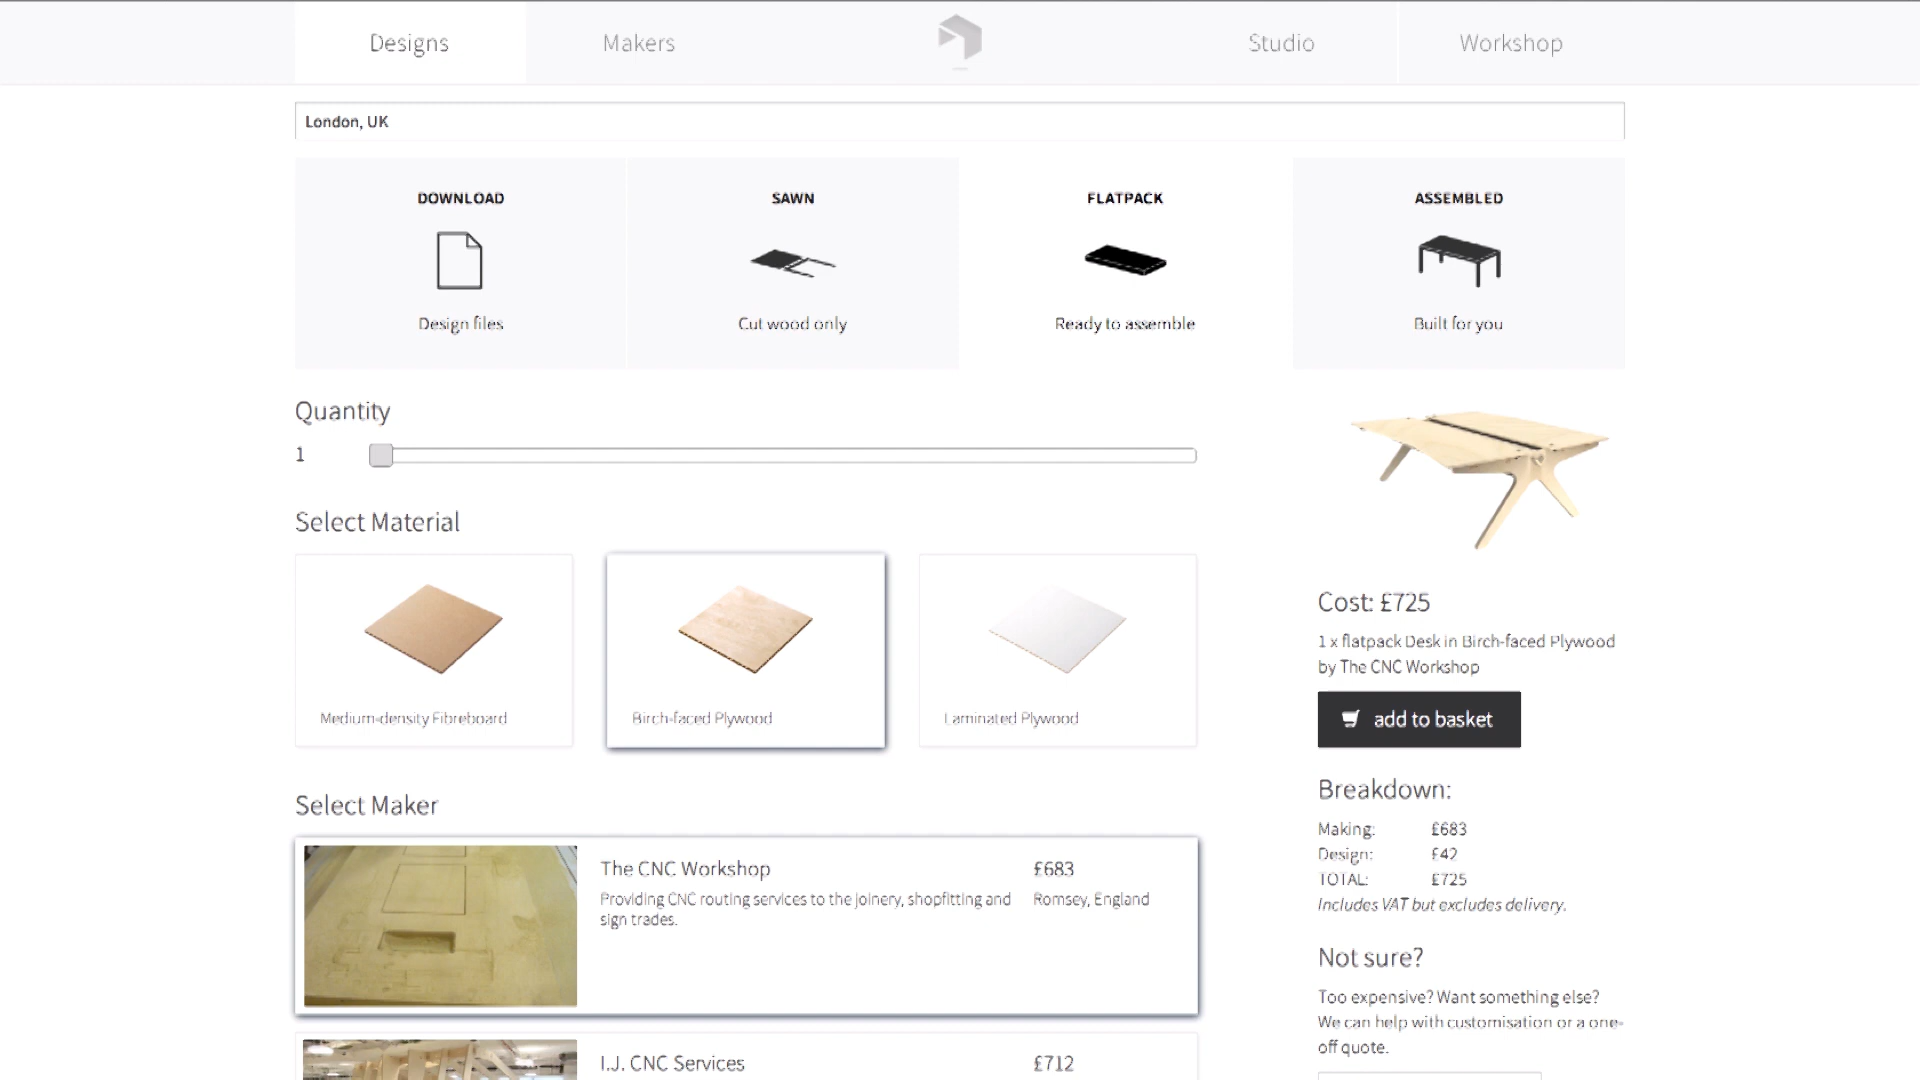 Designs
Makers
Studio
Workshop
London, UK
DOWNLOAD
Design files
SAWN
Cut wood only
FLATPACK
Ready to assemble
ASSEMBLED
Built for you
Quantity
1
Select Material
Medium-density Fibreboard
Birch-faced Plywood
Laminated Plywood
Select Maker
The CNC Workshop
£683
Providing CNC routing services to the joinery, shopfitting and
sign trades.
Romsey, England
I.J. CNC Services
£712
Cost: £725
1 x flatpack Desk in Birch-faced Plywood
by The CNC Workshop
add to basket
Breakdown:
Making: £683
Design: £42
TOTAL: £725
Includes VAT but excludes delivery.
Not sure?
Too expensive? Want something else?
We can help with customisation or a one-
off quote.